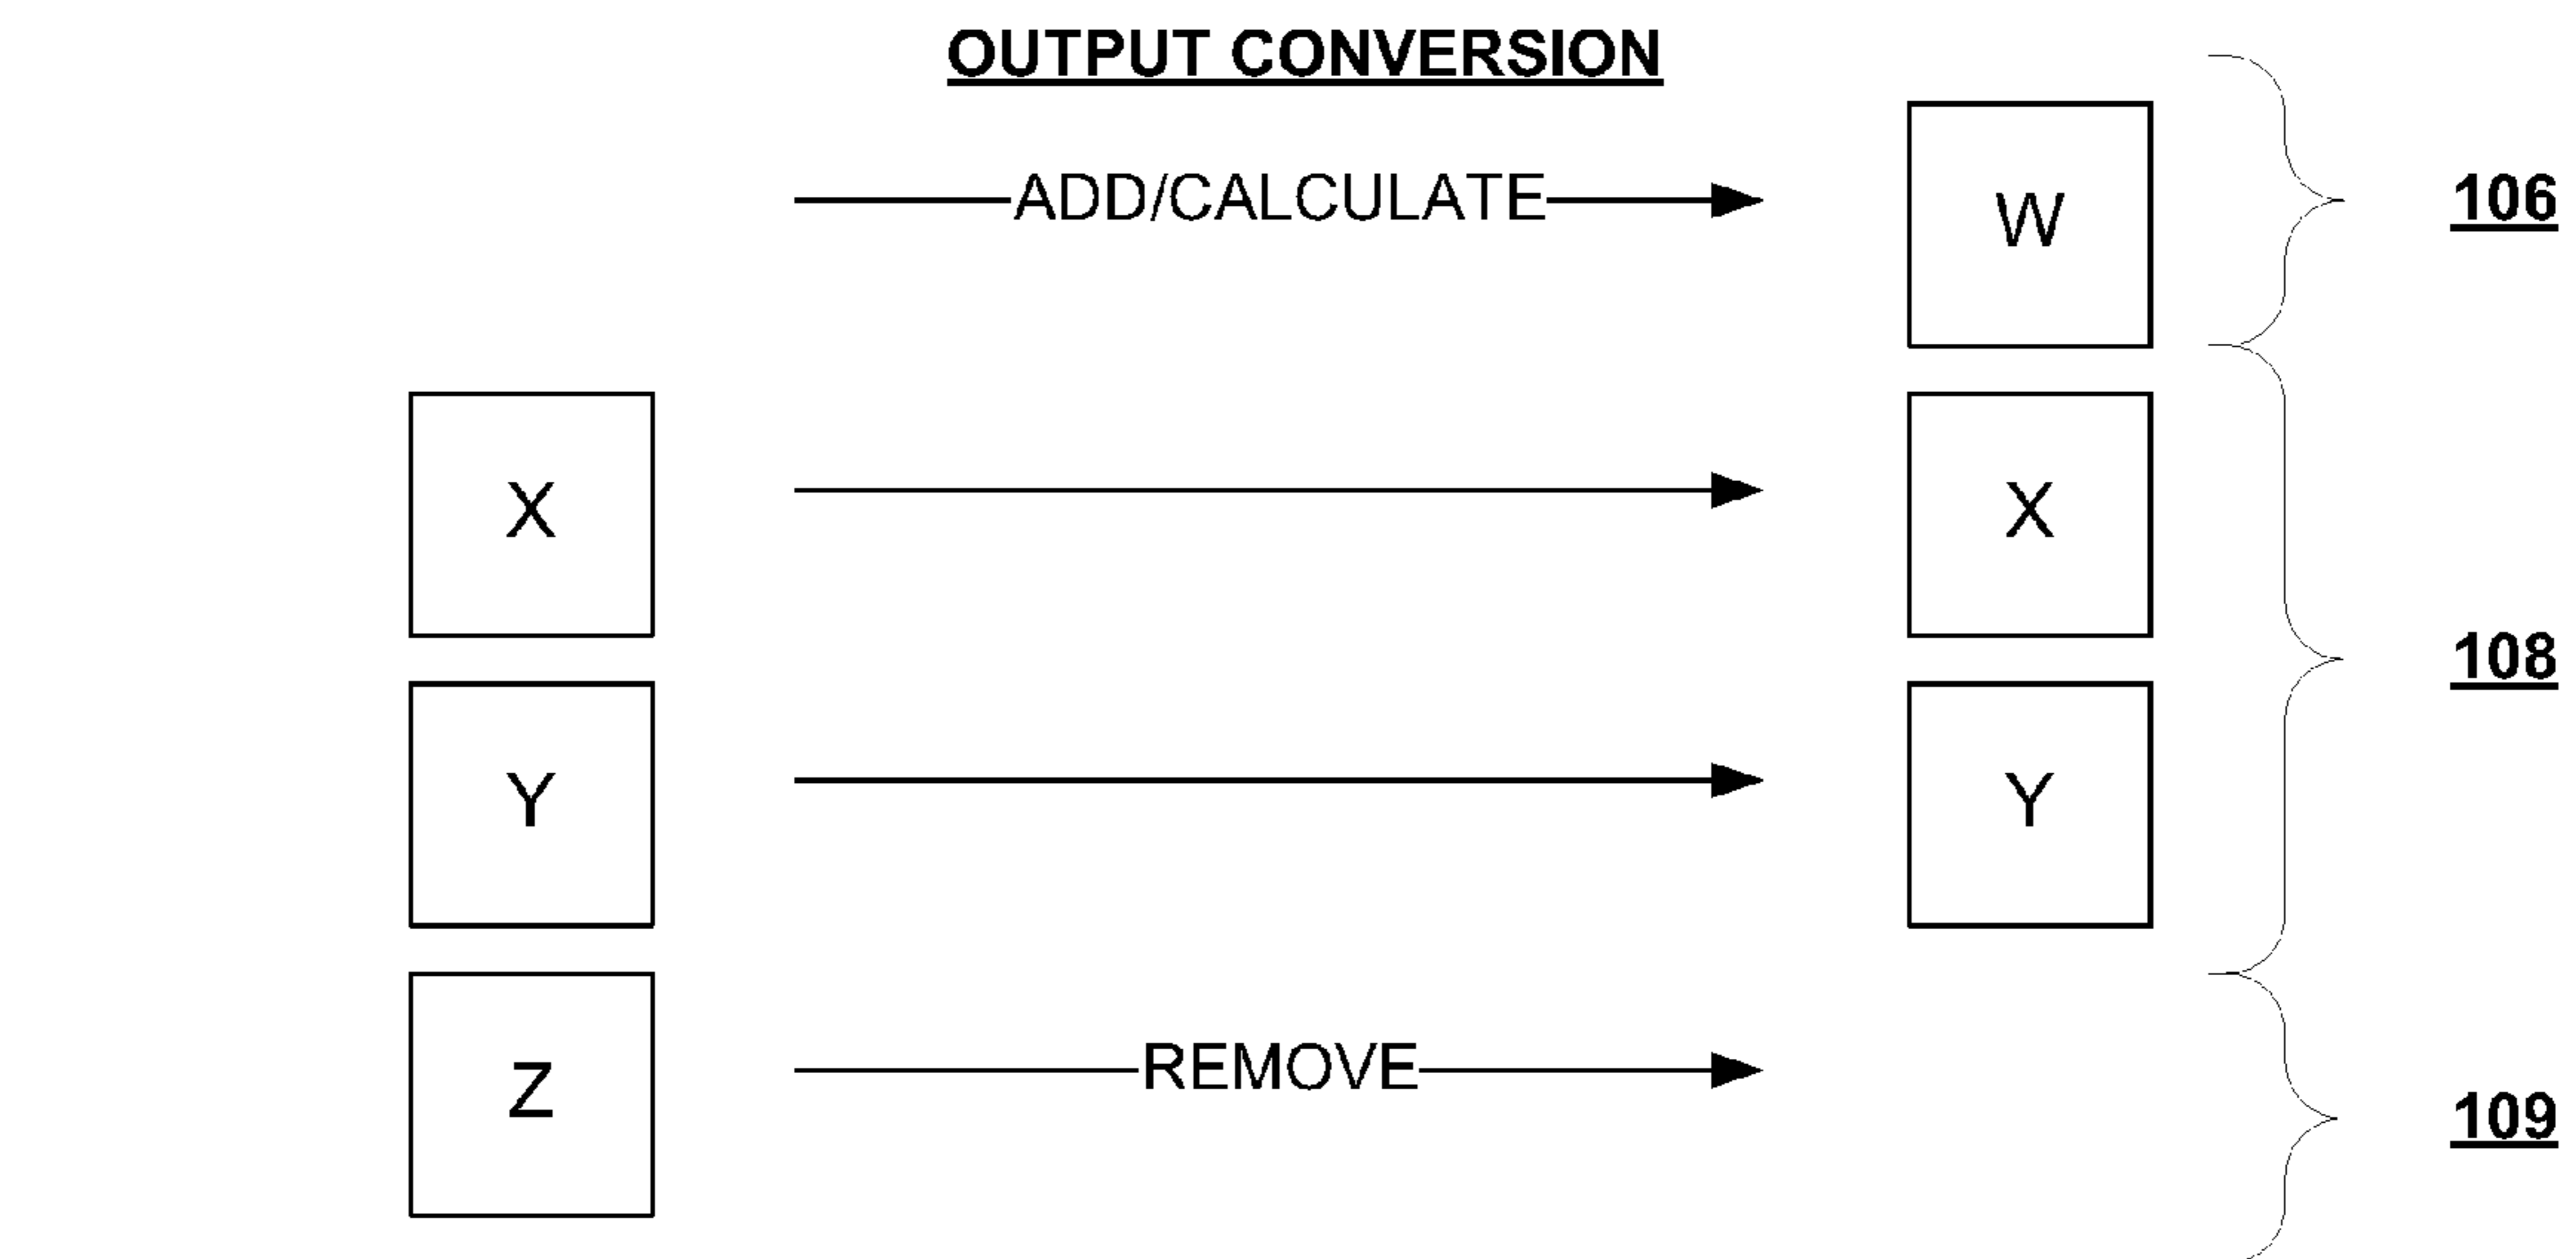 OUTPUT CONVERSION
ADD/CALCULATE
W
106
X
X
108
Y
Y
Z
REMOVE
109